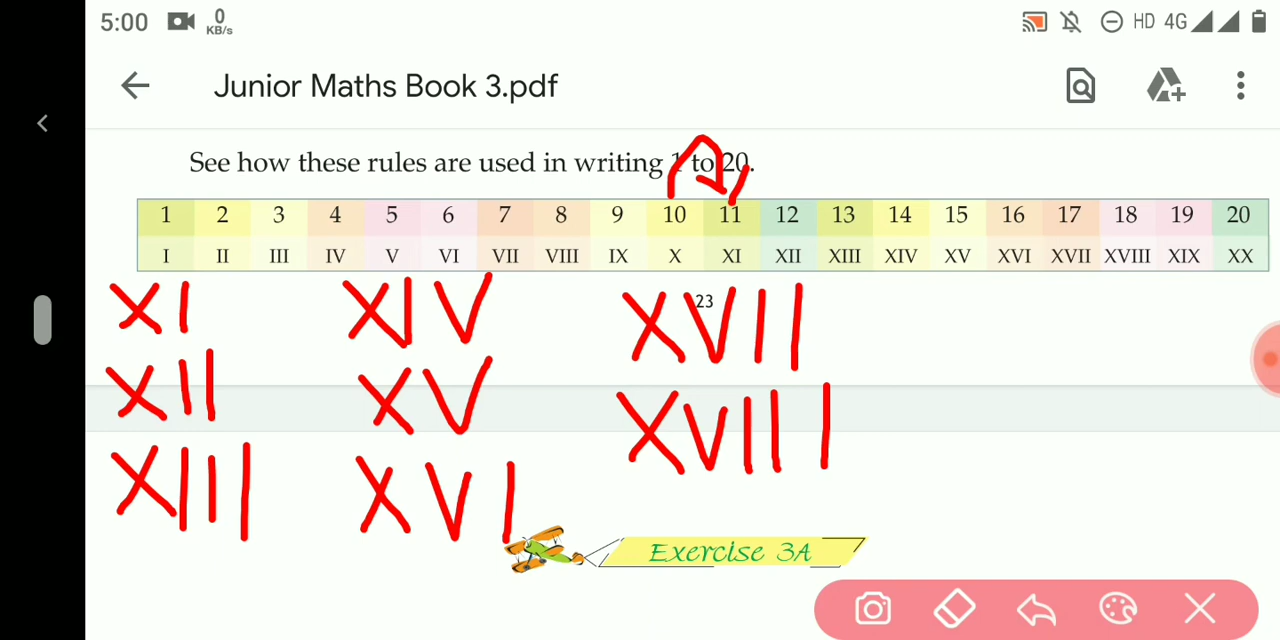 5:00 0 KB/s HD 4G
Junior Maths Book 3.pdf
See how these rules are used in writing 1 to 20.
1 2 3 4 5 6 7 8 9 10 11 12 13 14 15 16 17 18 19 20
I II III IV V VI VII VIII IX X XI XII XIII XIV XV XVI XVII XVIII XIX XX
23
XI XIV XVII
XII XV XVIII
XIII XVI
Exercise 3A